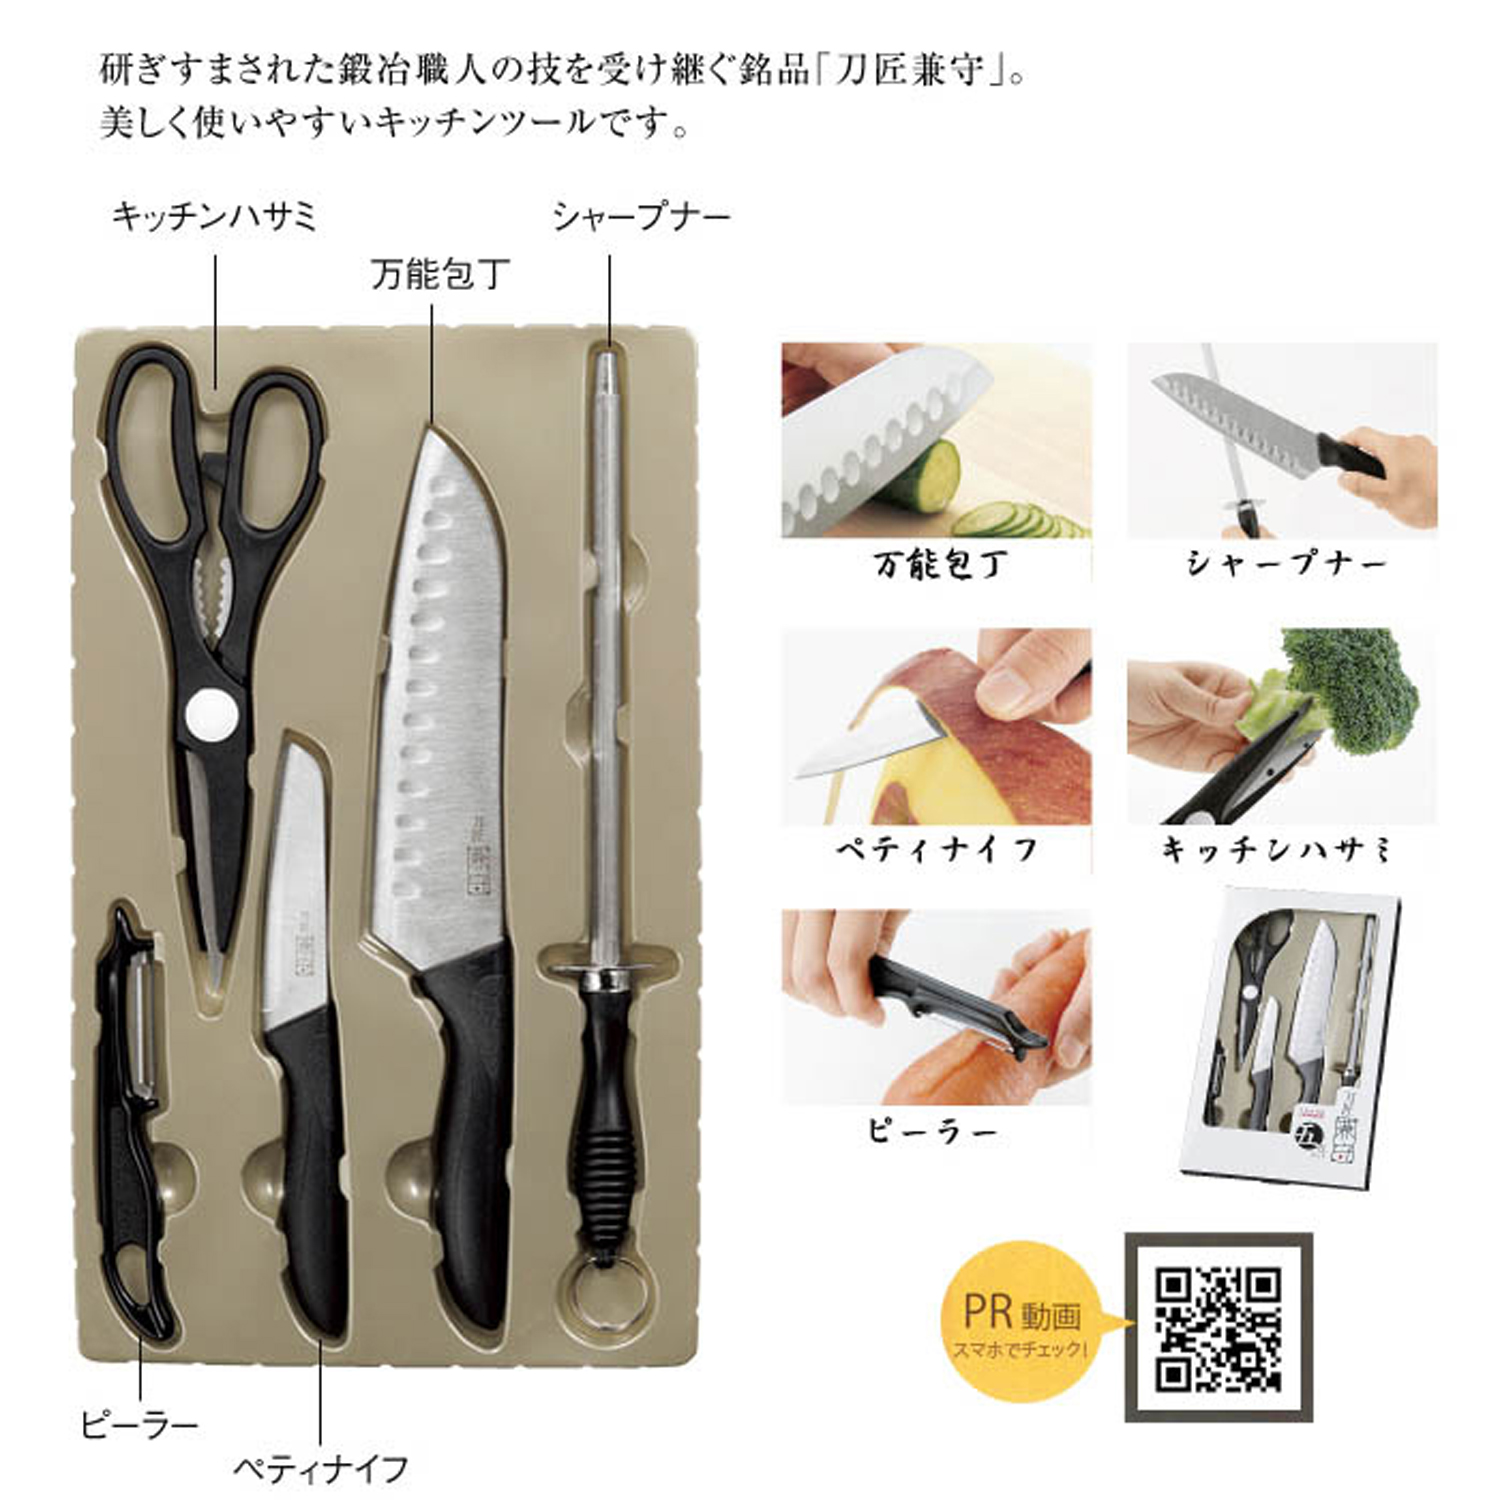 研ぎすまされた鍛冶職人の技を受け継ぐ銘品「刀匠兼守」。
美しく使いやすいキッチンツールです。
キッチンハサミ
シャープナー
万能包丁
ピーラー
ペティナイフ
万能包丁
シャープナー
ペティナイフ
キッチンハサミ
ピーラー
五
PR 動画
スマホでチェック!